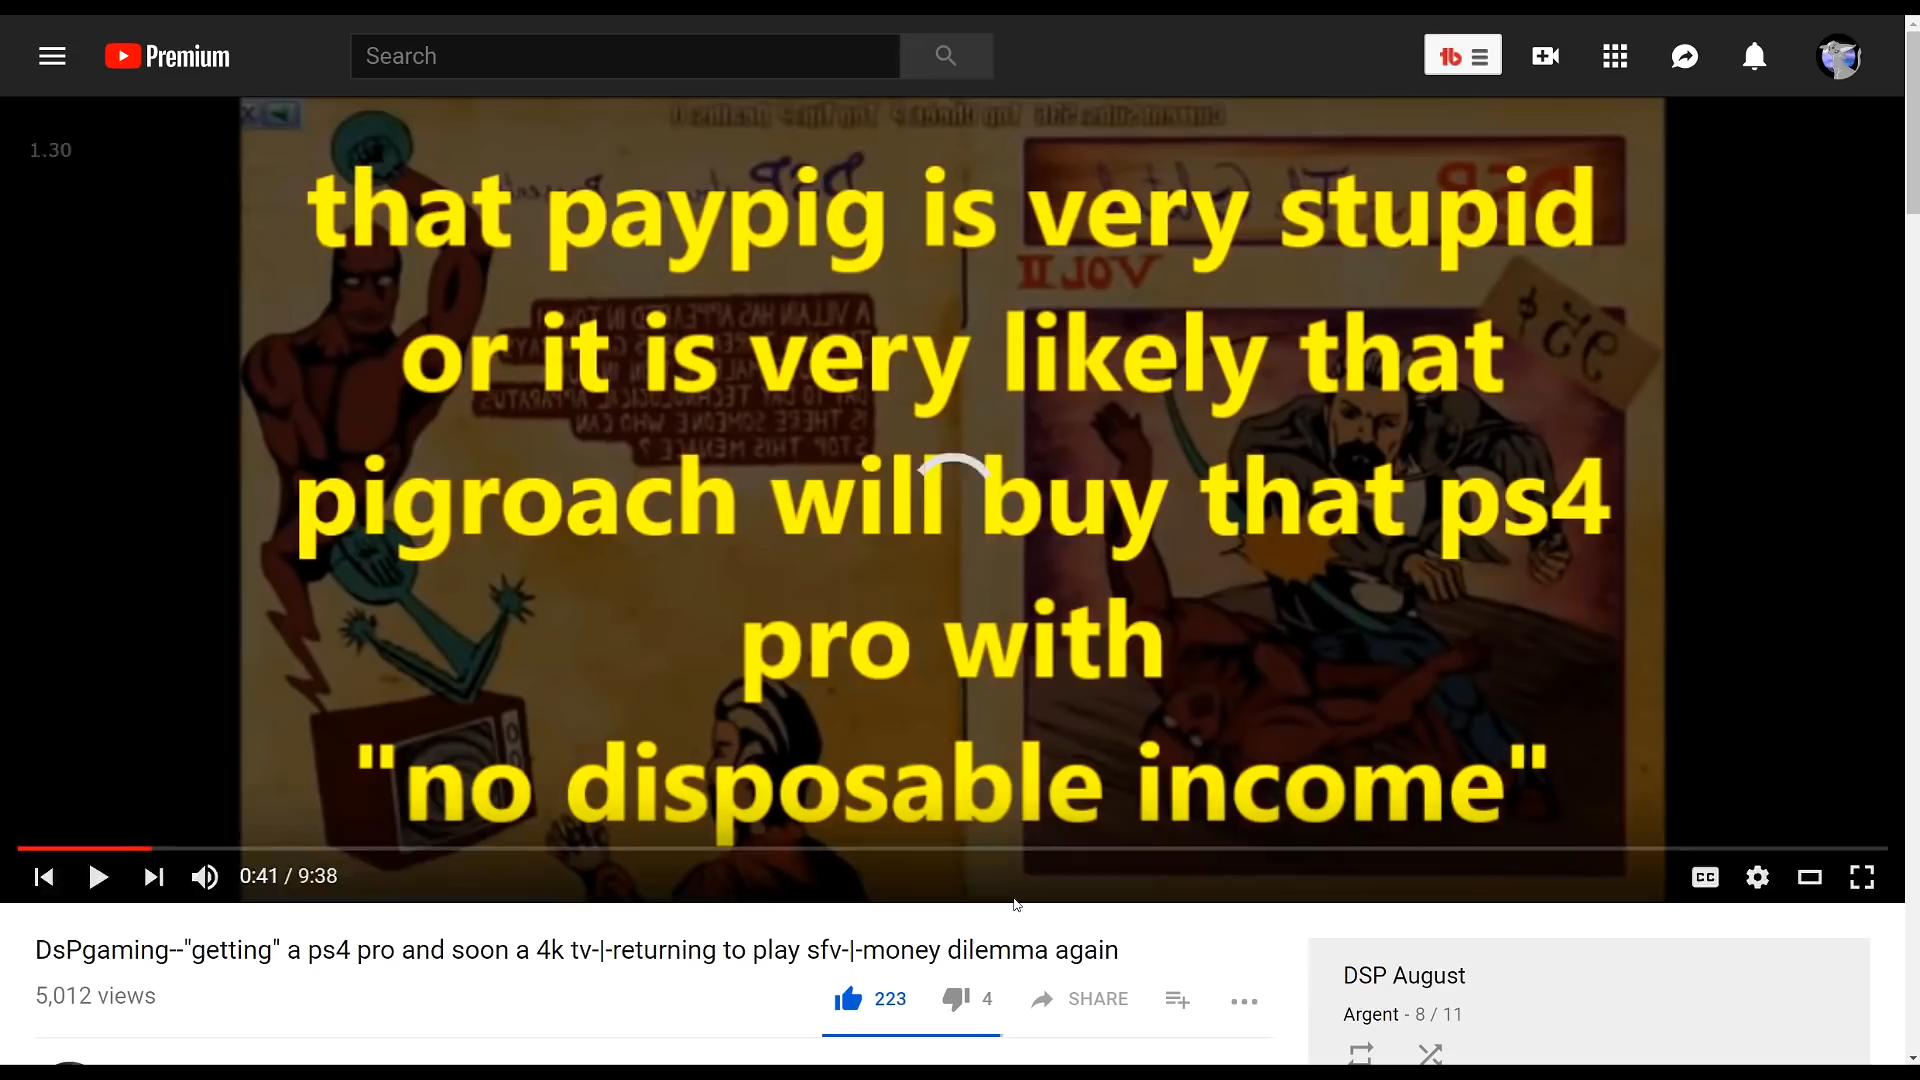 Premium
Search
1.30
that paypig is very stupid
or it is very likely that
pigroach will buy that ps4
pro with
"no disposable income"
0:41 / 9:38
CC
DsPgaming--"getting" a ps4 pro and soon a 4k tv-|-returning to play sfv-|-money dilemma again
5,012 views
223
4
SHARE
DSP August
Argent - 8 / 11